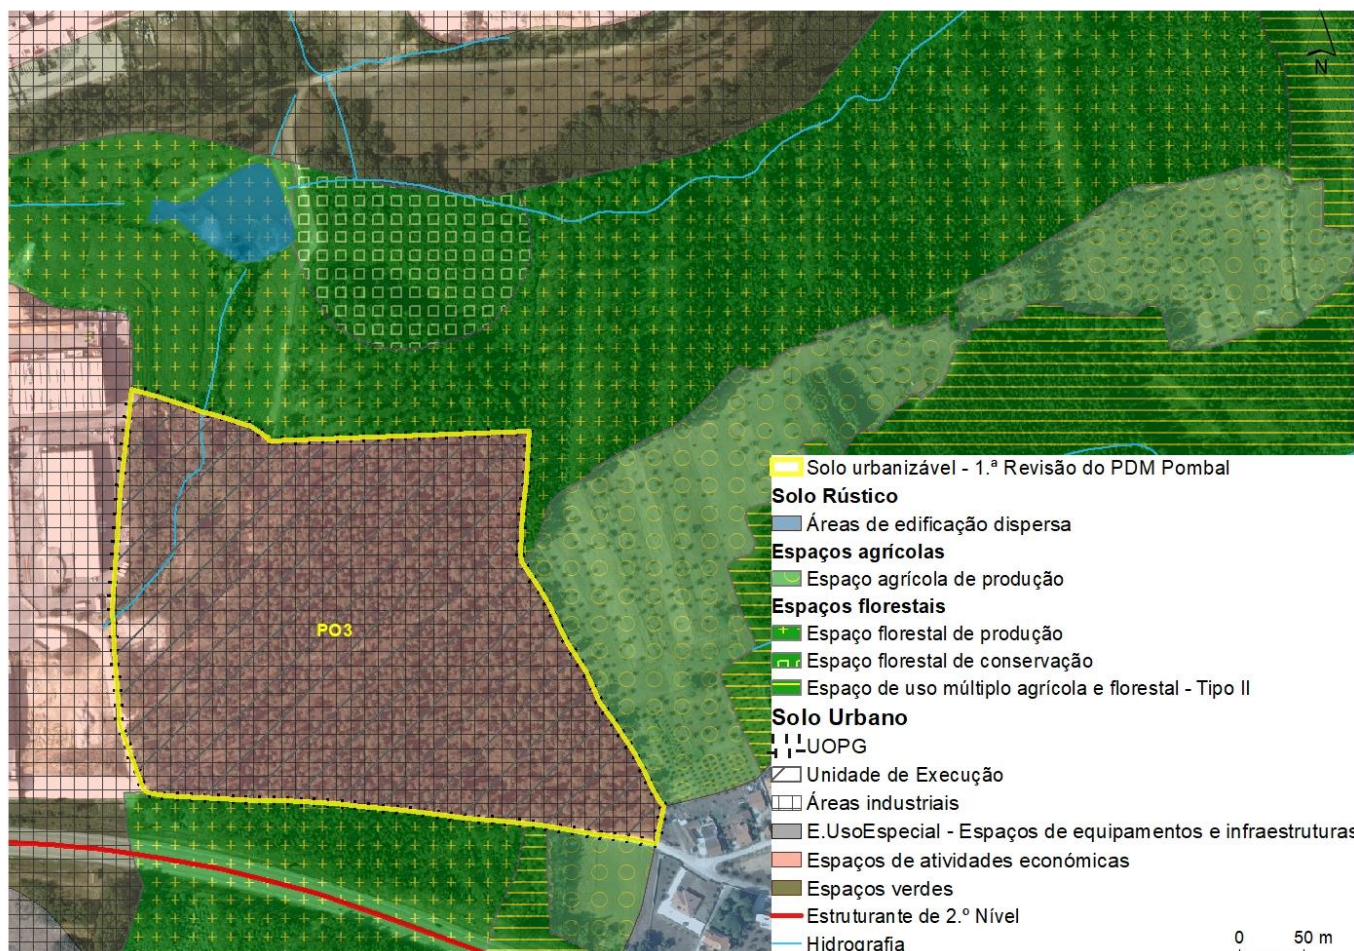 N
PO3
Solo urbanizável - 1.ª Revisão do PDM Pombal
Solo Rústico
Áreas de edificação dispersa
Espaços agrícolas
Espaço agrícola de produção
Espaços florestais
Espaço florestal de produção
Espaço florestal de conservação
Espaço de uso múltiplo agrícola e florestal - Tipo II
Solo Urbano
UOPG
Unidade de Execução
Áreas industriais
E.UsoEspecial - Espaços de equipamentos e infraestruturas
Espaços de atividades económicas
Espaços verdes
Estruturante de 2.º Nível
Hidrografia
0 50 m